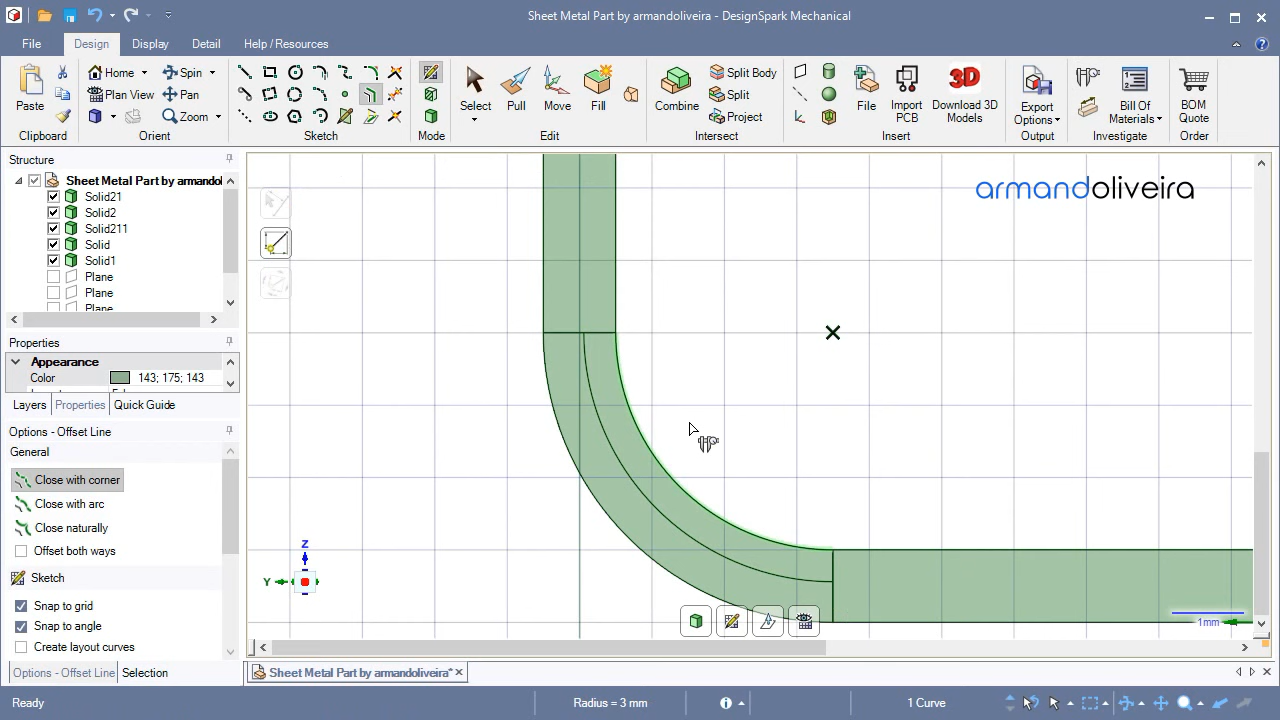 Sheet Metal Part by armandoliveira - DesignSpark Mechanical
File Design Display Detail Help / Resources
Paste
Clipboard
Home Spin
Plan View Pan
Zoom
Orient
Sketch
Mode
Select Pull Move Fill
Edit
Combine
Split Body
Split
Project
Intersect
File
Import PCB
3D
Download 3D Models
Insert
Export Options
Output
Bill Of Materials
Investigate
BOM Quote
Order
Structure
Sheet Metal Part by armandol
Solid21
Solid2
Solid211
Solid
Solid1
Plane
Plane
Plane
Properties
Appearance
Color 143; 175; 143
Layers Properties Quick Guide
Options - Offset Line
General
Close with corner
Close with arc
Close naturally
Offset both ways
Sketch
Snap to grid
Snap to angle
Create layout curves
Options - Offset Line Selection
armandoliveira
Z
Y
1mm
Sheet Metal Part by armandoliveira*
Ready Radius = 3 mm 1 Curve